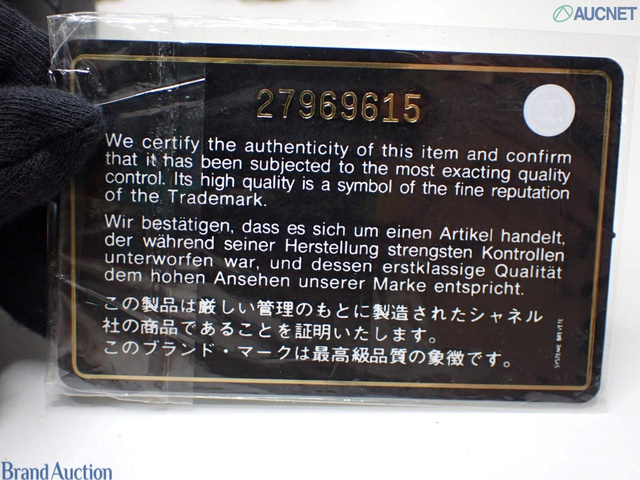 AUCNET
27969615
We certify the authenticity of this item and confirm
that it has been subjected to the most exacting quality
control. Its high quality is a symbol of the fine reputation
of the Trademark.
Wir bestätigen, dass es sich um einen Artikel handelt,
der während seiner Herstellung strengsten Kontrollen
unterworfen war, und dessen erstklassige Qualität
dem hohen Ansehen unserer Marke entspricht.
この製品は厳しい管理のもとに製造されたシャネル
社の商品であることを証明いたします。
このブランド・マークは最高級品質の象徴です。
SYSTEME BREVETE
Brand Auction